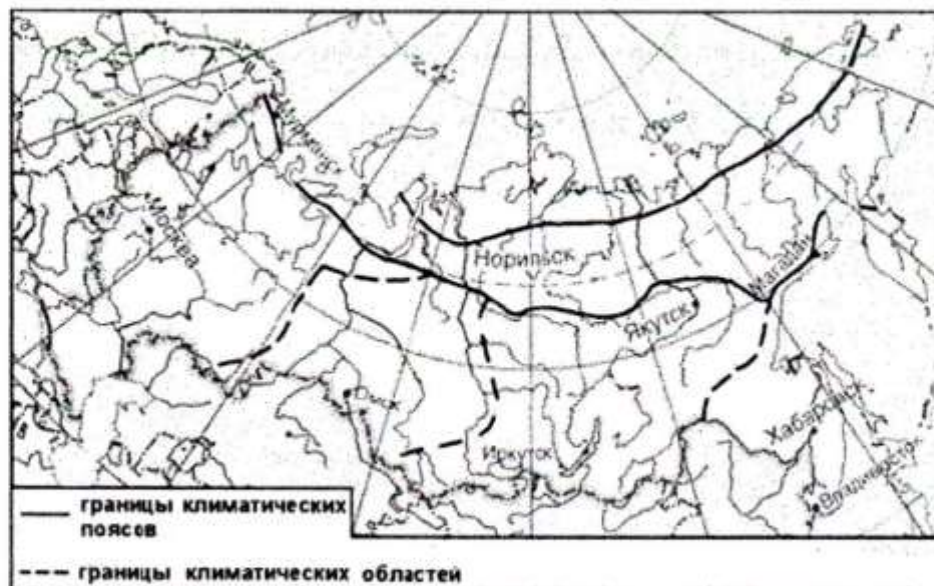 Мурманск
Москва
Норильск
Магадан
Якутск
Омск
Хабаровск
Иркутск
Владивосток
границы климатических
поясов
границы климатических областей